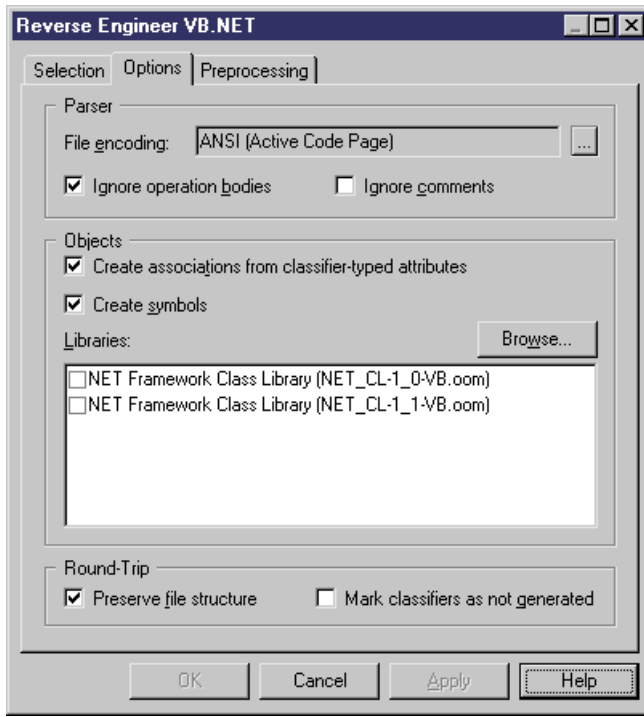 Reverse Engineer VB.NET
Selection Options Preprocessing
Parser
File encoding: ANSI (Active Code Page) ...
Ignore operation bodies Ignore comments
Objects
Create associations from classifier-typed attributes
Create symbols
Libraries: Browse...
NET Framework Class Library (NET_CL-1_0-VB.oom)
NET Framework Class Library (NET_CL-1_1-VB.oom)
Round-Trip
Preserve file structure Mark classifiers as not generated
OK Cancel Apply Help